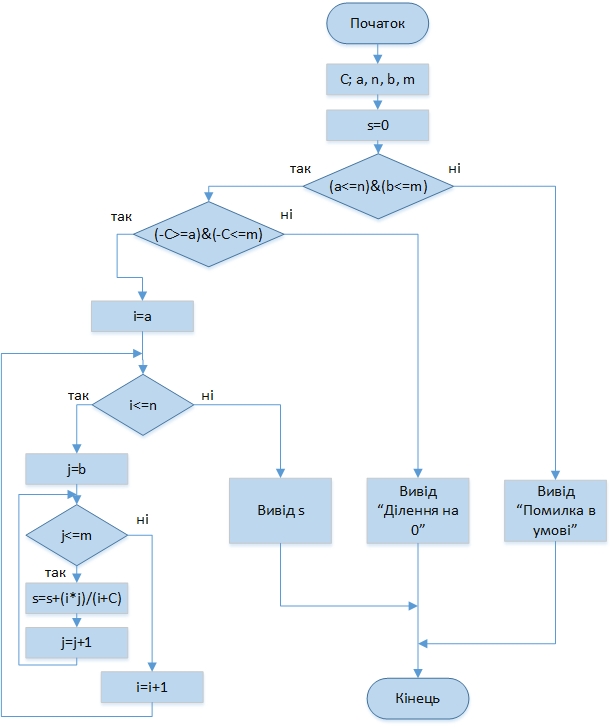 Початок
C; a, n, b, m
s=0
так
ні
(a<=n)&(b<=m)
так
ні
(-C>=a)&(-C<=m)
i=a
так
ні
i<=n
j=b
Вивід s
Вивід
“Ділення на
0”
Вивід
“Помилка в
умові”
j<=m
ні
так
s=s+(i*j)/(i+C)
j=j+1
i=i+1
Кінець